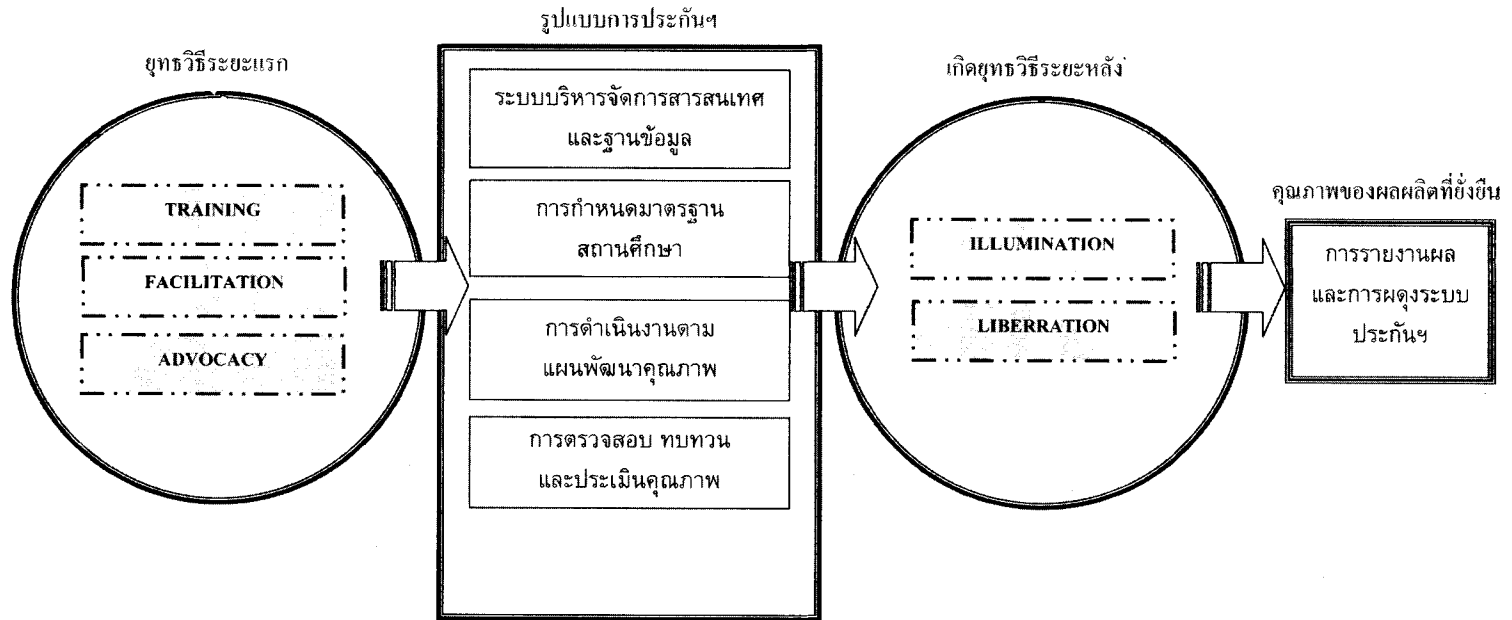 ยุทธวิธีระยะแรก
TRAINING
FACILITATION
ADVOCACY
รูปแบบการประกันฯ
ระบบบริหารจัดการสารสนเทศ
และฐานข้อมูล
การกำหนดมาตรฐาน
สถานศึกษา
การดำเนินงานตาม
แผนพัฒนาคุณภาพ
การตรวจสอบ ทบทวน
และประเมินคุณภาพ
เกิดยุทธวิธีระยะหลัง
ILLUMINATION
LIBERRATION
คุณภาพของผลผลิตที่ยั่งยืน
การรายงานผล
และการผดุงระบบ
ประกันฯ